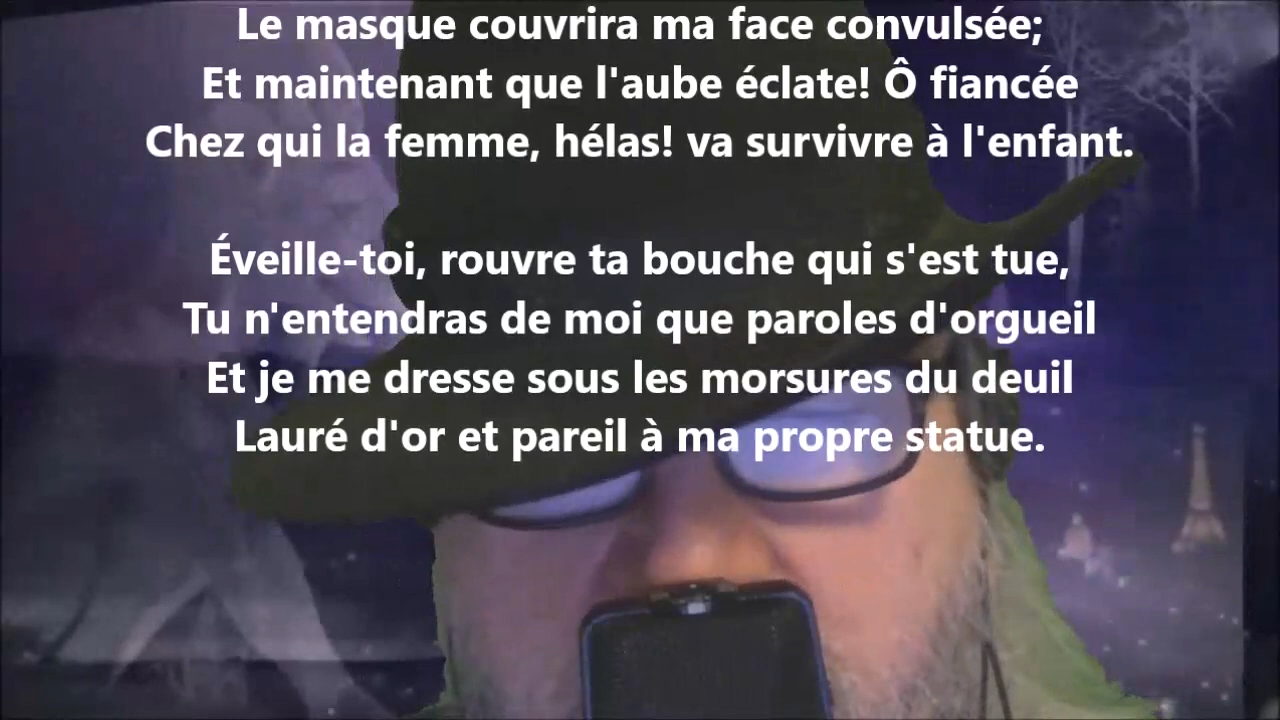 Le masque couvrira ma face convulsée;
Et maintenant que l'aube éclate! Ô fiancée
Chez qui la femme, hélas! va survivre à l'enfant.
Éveille-toi, rouvre ta bouche qui s'est tue,
Tu n'entendras de moi que paroles d'orgueil
Et je me dresse sous les morsures du deuil
Lauré d'or et pareil à ma propre statue.